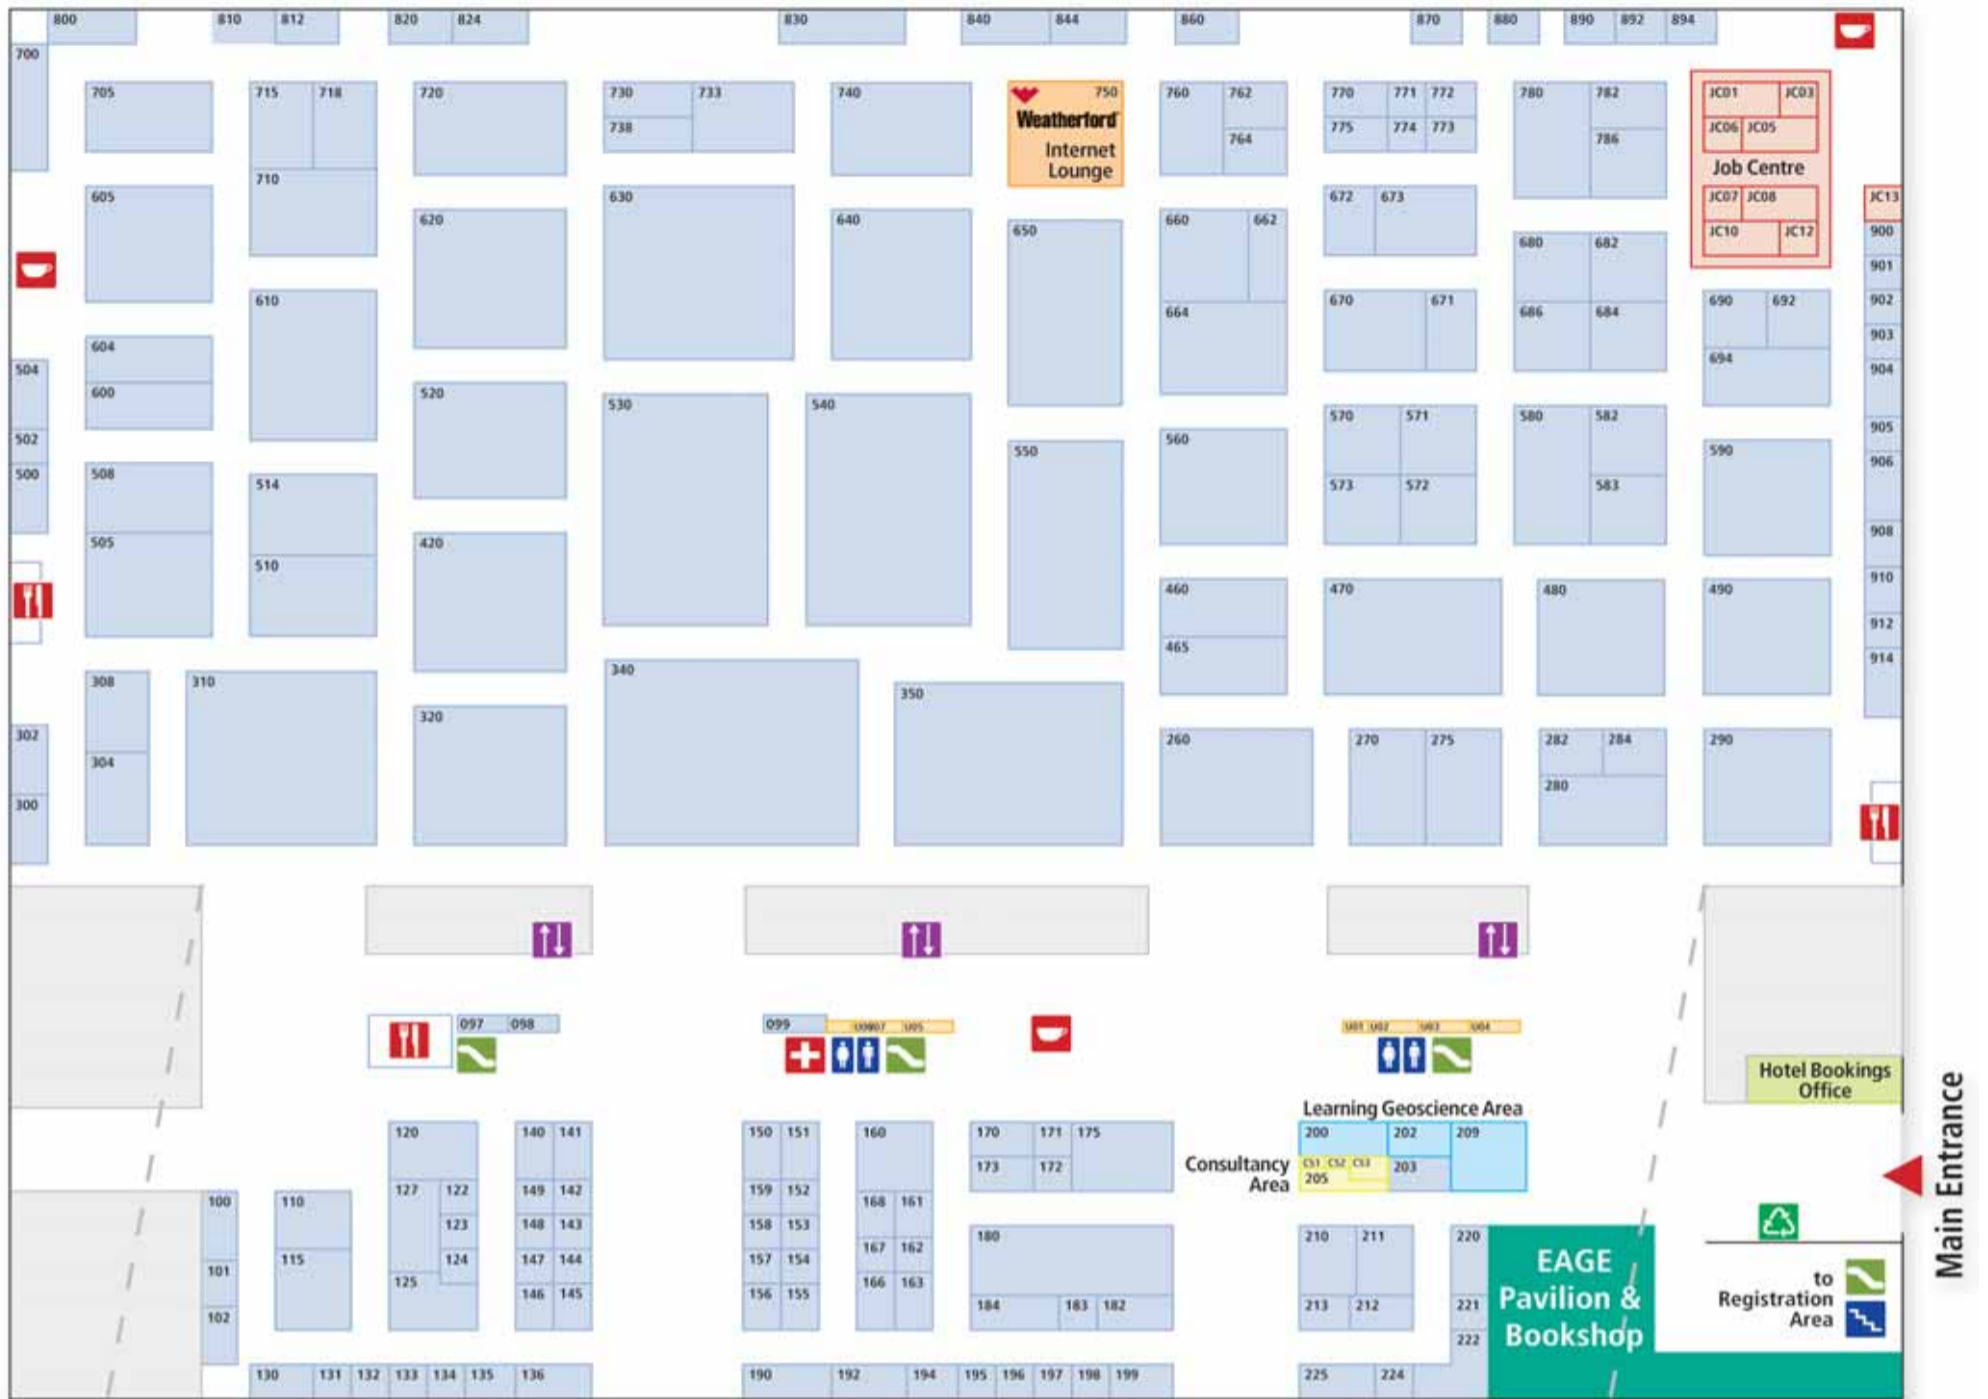 800 810 812 820 824 830 840 844 860 870 880 890 892 894
700
705 715 718 720 730 733 740 750 760 762 770 771 772 780 782 JC01 JC03
Weatherford
738 764 775 774 773 786 JC06 JC05
Internet
Lounge
Job Centre
710
605 630 672 673 JC07 JC08 JC13
620 640 650 660 662 680 682 JC10 JC12 900
901
610 664 670 671 686 684 690 692 902
903
604 694 904
504
600 520 530 540 570 571 580 582 905
502 560 550 590 906
500 508 514 573 572 583
505 510 420 908
460 470 480 490 910
465 912
914
308 310 340 350
302 304 320 260 270 275 282 284 290
300 280
097 098 099 U05 U01 U02 U03 U04
Hotel Bookings
Office
Main Entrance
Learning Geoscience Area
120 140 141 150 151 160 170 171 175 200 202 209
Consultancy
Area
173 172 CS1 CS2 CS3 203
205
127 122 149 142 159 152
100 110 123 148 143 158 153 168 161 180 210 211 220
101 115 124 147 144 157 154 167 162
125 146 145 156 155 166 163
102 184 183 182 213 212 221
222
EAGE
Pavilion &
Bookshop
to
Registration
Area
130 131 132 133 134 135 136 190 192 194 195 196 197 198 199 225 224